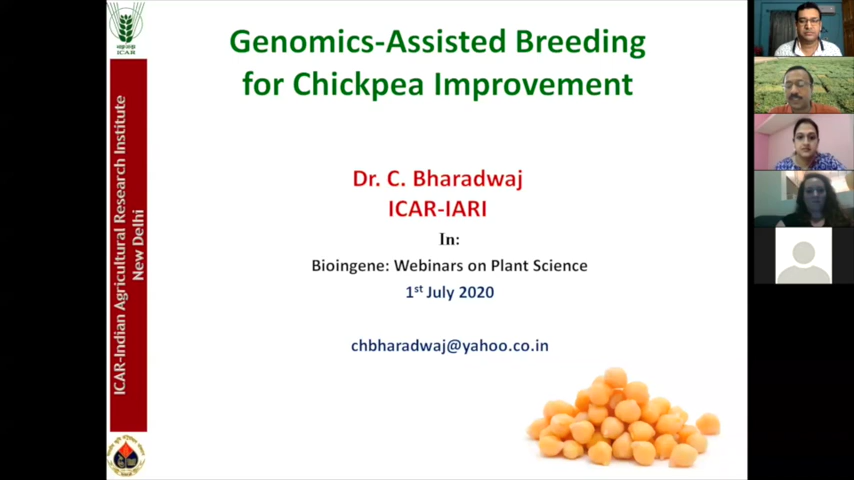 Genomics-Assisted Breeding
for Chickpea Improvement
Dr. C. Bharadwaj
ICAR-IARI
In:
Bioingene: Webinars on Plant Science
1st July 2020
chbharadwaj@yahoo.co.in
ICAR-Indian Agricultural Research Institute
New Delhi
ICAR